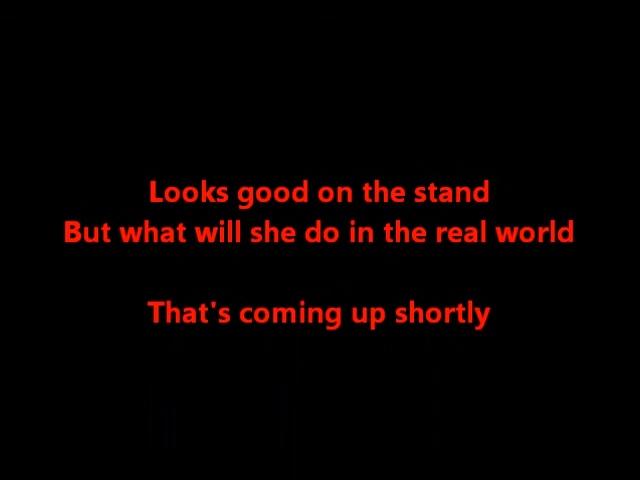 Looks good on the stand
But what will she do in the real world
That's coming up shortly